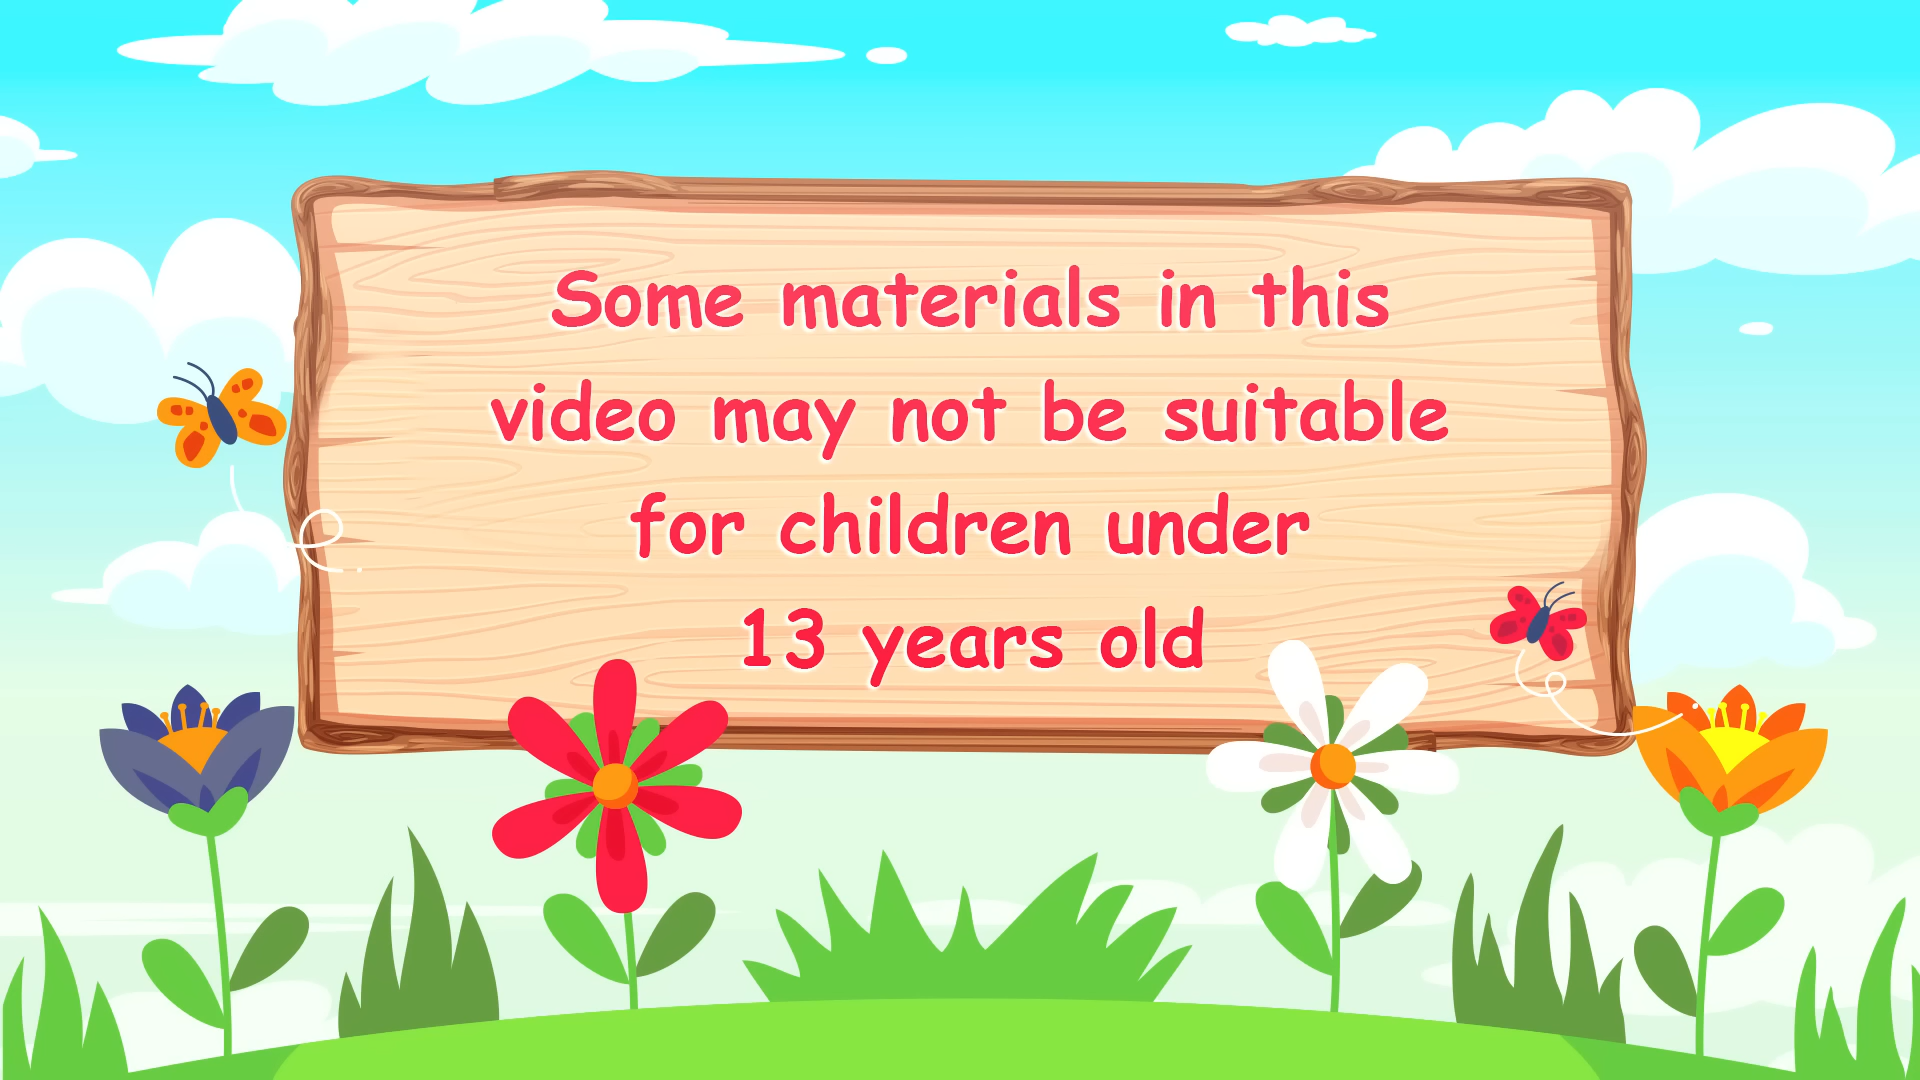 Some materials in this
video may not be suitable
for children under
13 years old